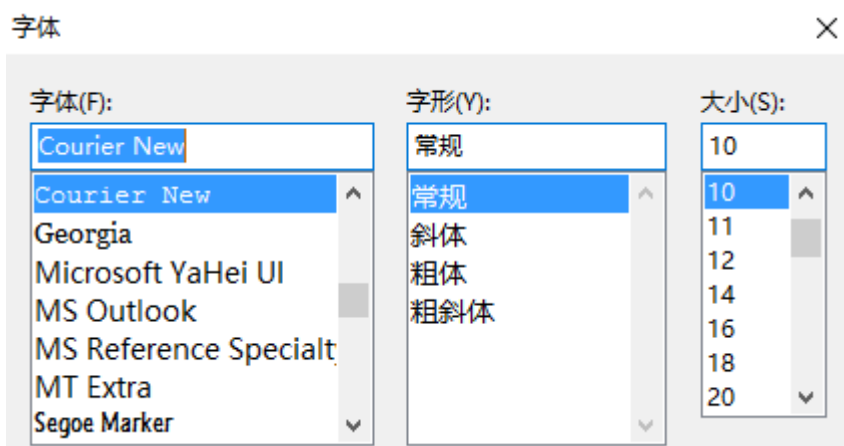 字体
字体(F):
字形(Y):
大小(S):
Courier New
常规
10
Courier New
常规
10
Georgia
斜体
11
Microsoft YaHei UI
粗体
12
MS Outlook
粗斜体
14
MS Reference Specialt
16
MT Extra
18
Segoe Marker
20